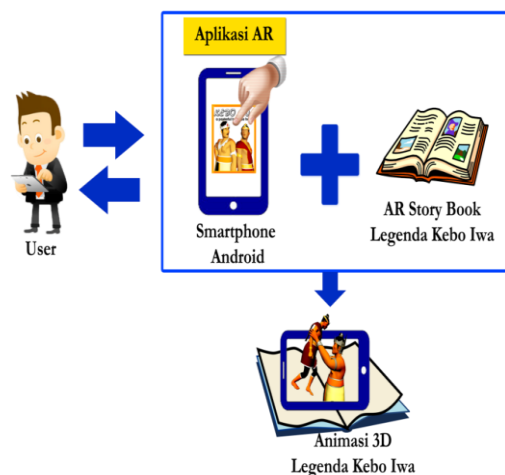 Aplikasi AR
User
Smartphone
Android
AR Story Book
Legenda Kebo Iwa
Animasi 3D
Legenda Kebo Iwa